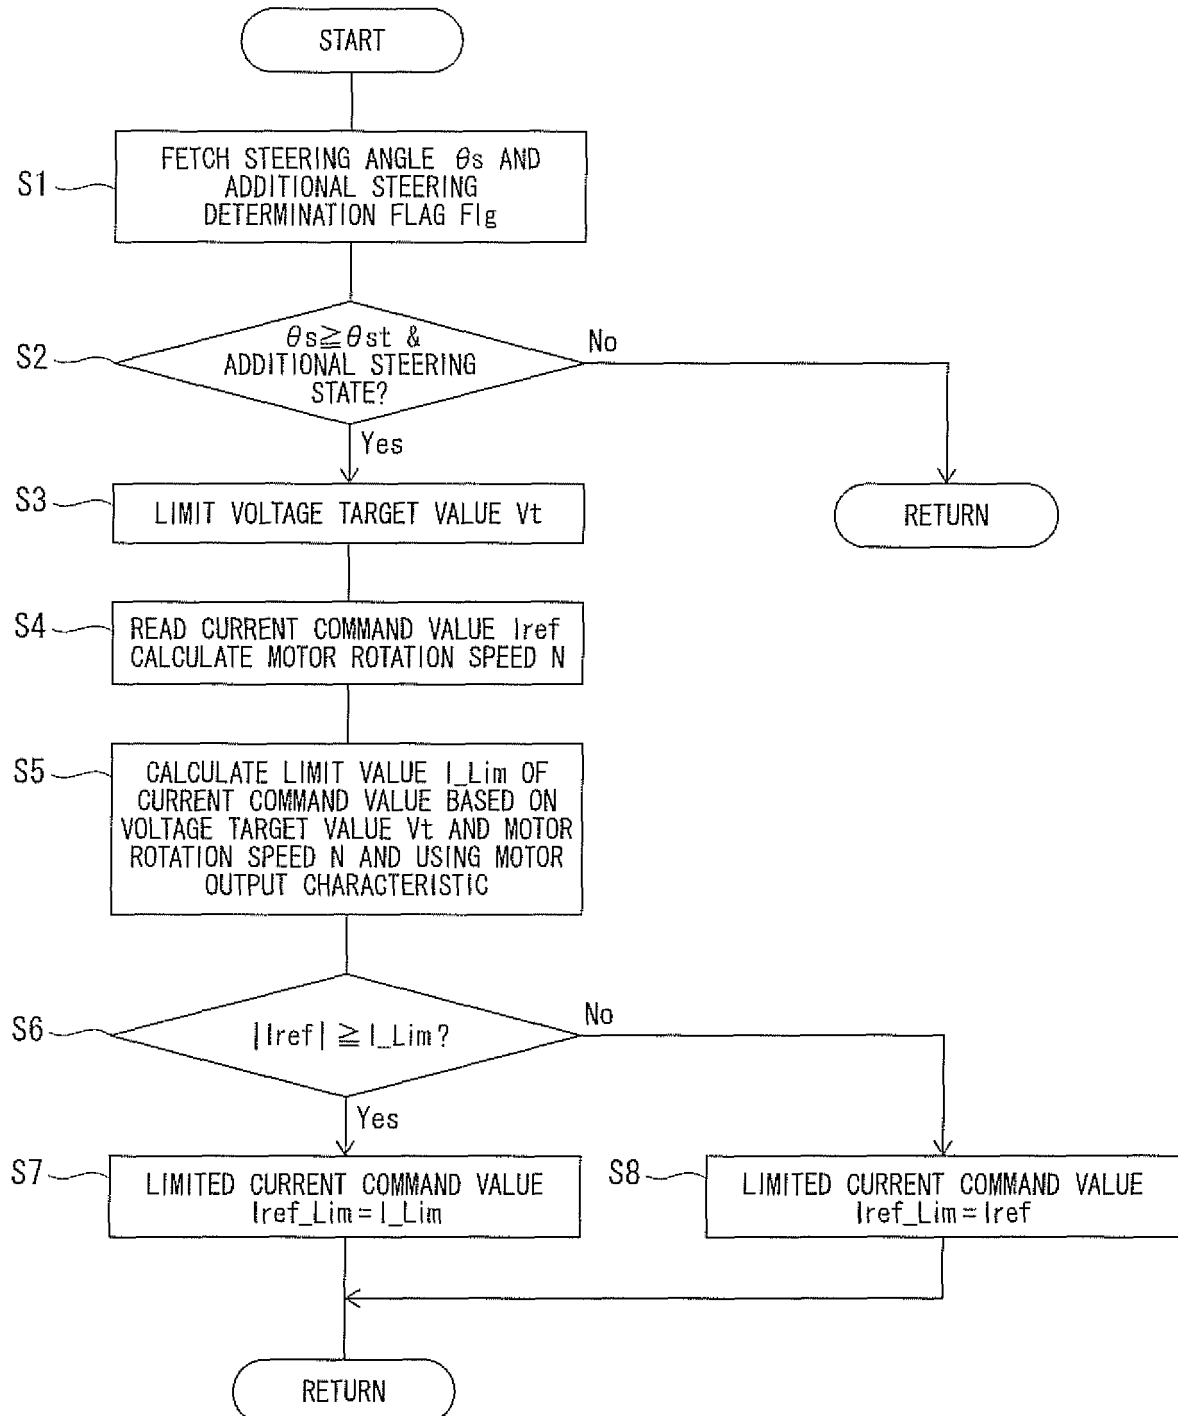 START
S1
FETCH STEERING ANGLE θs AND
ADDITIONAL STEERING
DETERMINATION FLAG Flg
S2
θs≧θst &
ADDITIONAL STEERING
STATE?
No
Yes
S3
LIMIT VOLTAGE TARGET VALUE Vt
RETURN
S4
READ CURRENT COMMAND VALUE Iref
CALCULATE MOTOR ROTATION SPEED N
S5
CALCULATE LIMIT VALUE I_Lim OF
CURRENT COMMAND VALUE BASED ON
VOLTAGE TARGET VALUE Vt AND MOTOR
ROTATION SPEED N AND USING MOTOR
OUTPUT CHARACTERISTIC
S6
|Iref| ≧ I_Lim?
No
Yes
S7
LIMITED CURRENT COMMAND VALUE
Iref_Lim=I_Lim
S8
LIMITED CURRENT COMMAND VALUE
Iref_Lim=Iref
RETURN